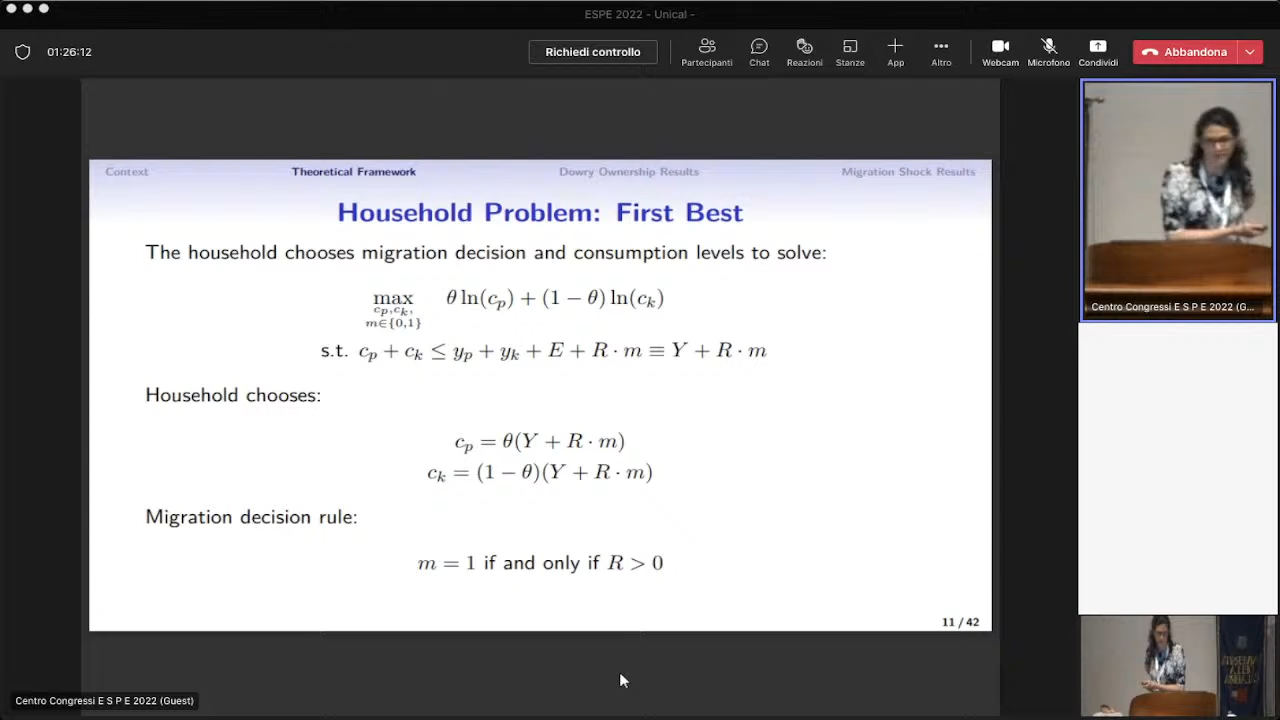 ESPE 2022 - Unical -
01:26:12
Richiedi controllo
Partecipanti
Chat
Reazioni
Stanze
App
Altro
Webcam
Microfono
Condividi
Abbandona
Context
Theoretical Framework
Dowry Ownership Results
Migration Shock Results
Household Problem: First Best
The household chooses migration decision and consumption levels to solve:
max θ ln(c_p) + (1 − θ) ln(c_k)
c_p,c_k,
m∈{0,1}
s.t. c_p + c_k ≤ y_p + y_k + E + R · m ≡ Y + R · m
Household chooses:
c_p = θ(Y + R · m)
c_k = (1 − θ)(Y + R · m)
Migration decision rule:
m = 1 if and only if R > 0
11 / 42
Centro Congressi E S P E 2022 (G...
Centro Congressi E S P E 2022 (Guest)